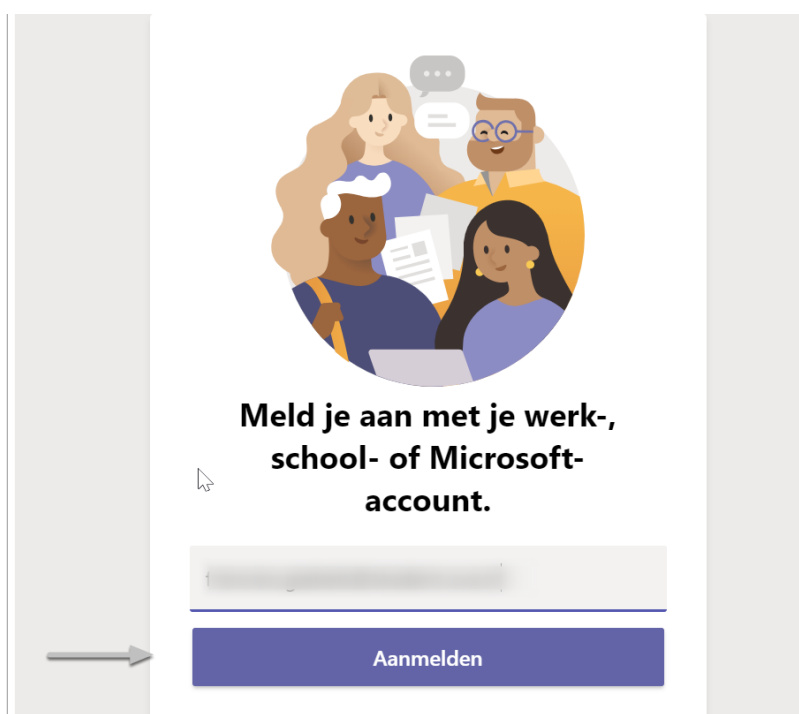 Meld je aan met je werk-,
school- of Microsoft-
account.
Aanmelden